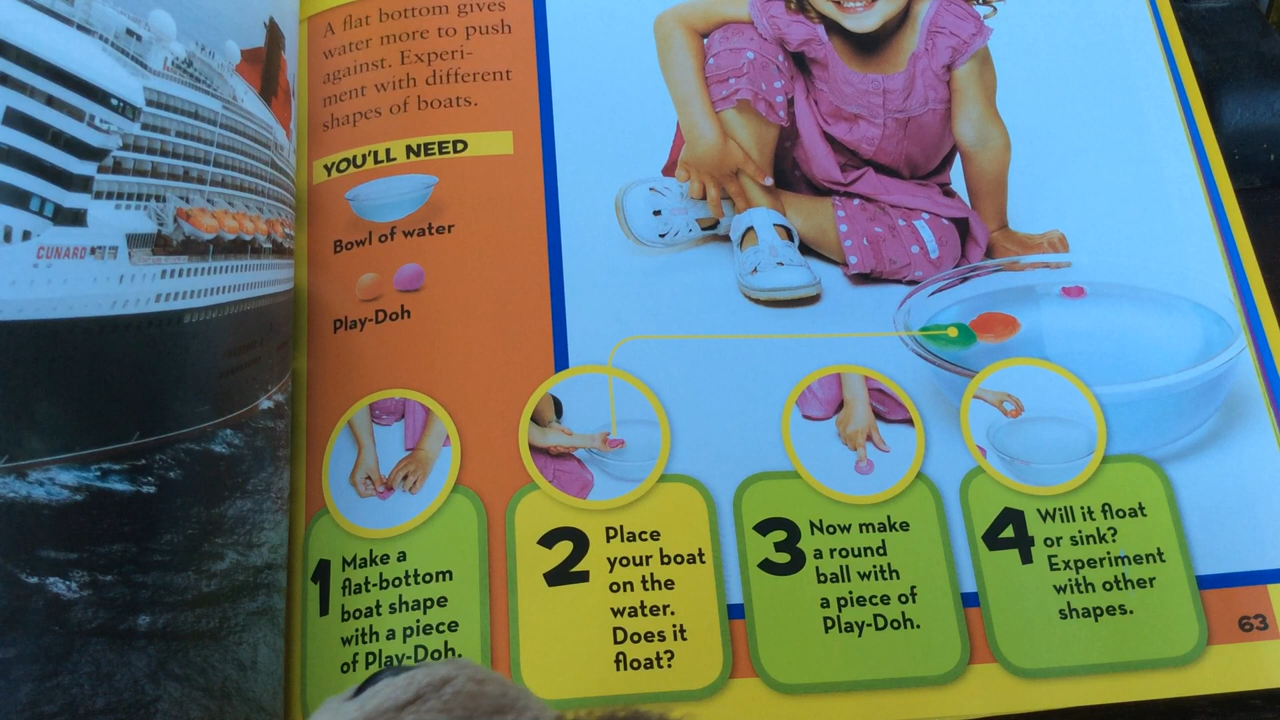 CUNARD
A flat bottom gives
water more to push
against. Experi-
ment with different
shapes of boats.
YOU'LL NEED
Bowl of water
Play-Doh
1
Make a
flat-bottom
boat shape
with a piece
of Play-Doh.
2
Place
your boat
on the
water.
Does it
float?
3
Now make
a round
ball with
a piece of
Play-Doh.
4
Will it float
or sink?
Experiment
with other
shapes.
63